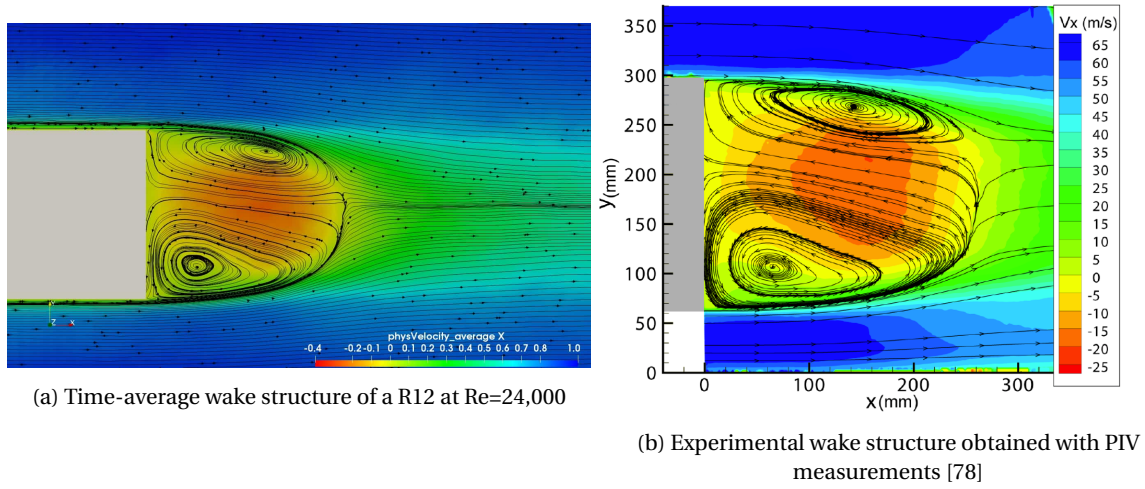 physVelocity_average X
-0.4 -0.2 -0.1 0 0.1 0.2 0.3 0.4 0.5 0.6 0.7 0.8 1.0
Z x
(a) Time-average wake structure of a R12 at Re=24,000
Vx (m/s)
65
60
55
50
45
40
35
30
25
20
15
10
5
0
-5
-10
-15
-20
-25
350
300
250
200
150
100
50
0
y(mm)
0 100 200 300
x(mm)
(b) Experimental wake structure obtained with PIV
measurements [78]